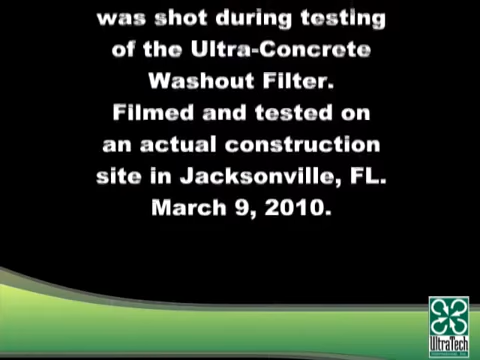 was shot during testing
of the Ultra-Concrete
Washout Filter.
Filmed and tested on
an actual construction
site in Jacksonville, FL.
March 9, 2010.
UltraTech